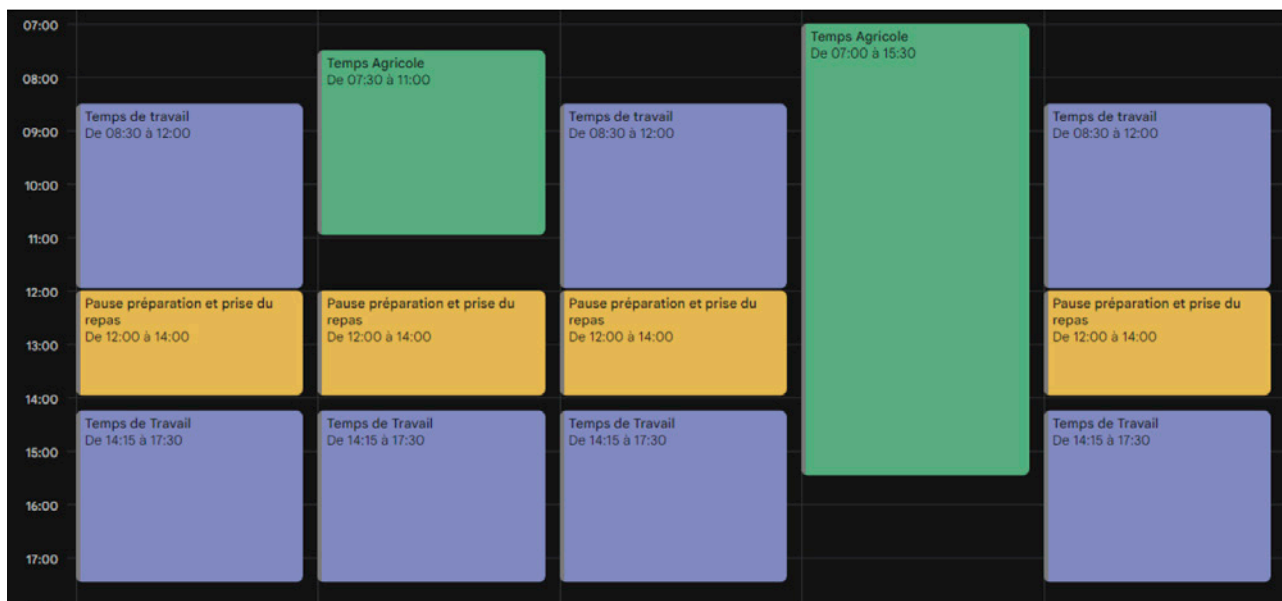 07:00
08:00
09:00
10:00
11:00
12:00
13:00
14:00
15:00
16:00
17:00
Temps de travail
De 08:30 à 12:00
Pause préparation et prise du
repas
De 12:00 à 14:00
Temps de Travail
De 14:15 à 17:30
Temps Agricole
De 07:30 à 11:00
Pause préparation et prise du
repas
De 12:00 à 14:00
Temps de Travail
De 14:15 à 17:30
Temps de travail
De 08:30 à 12:00
Pause préparation et prise du
repas
De 12:00 à 14:00
Temps de Travail
De 14:15 à 17:30
Temps Agricole
De 07:00 à 15:30
Temps de travail
De 08:30 à 12:00
Pause préparation et prise du
repas
De 12:00 à 14:00
Temps de Travail
De 14:15 à 17:30